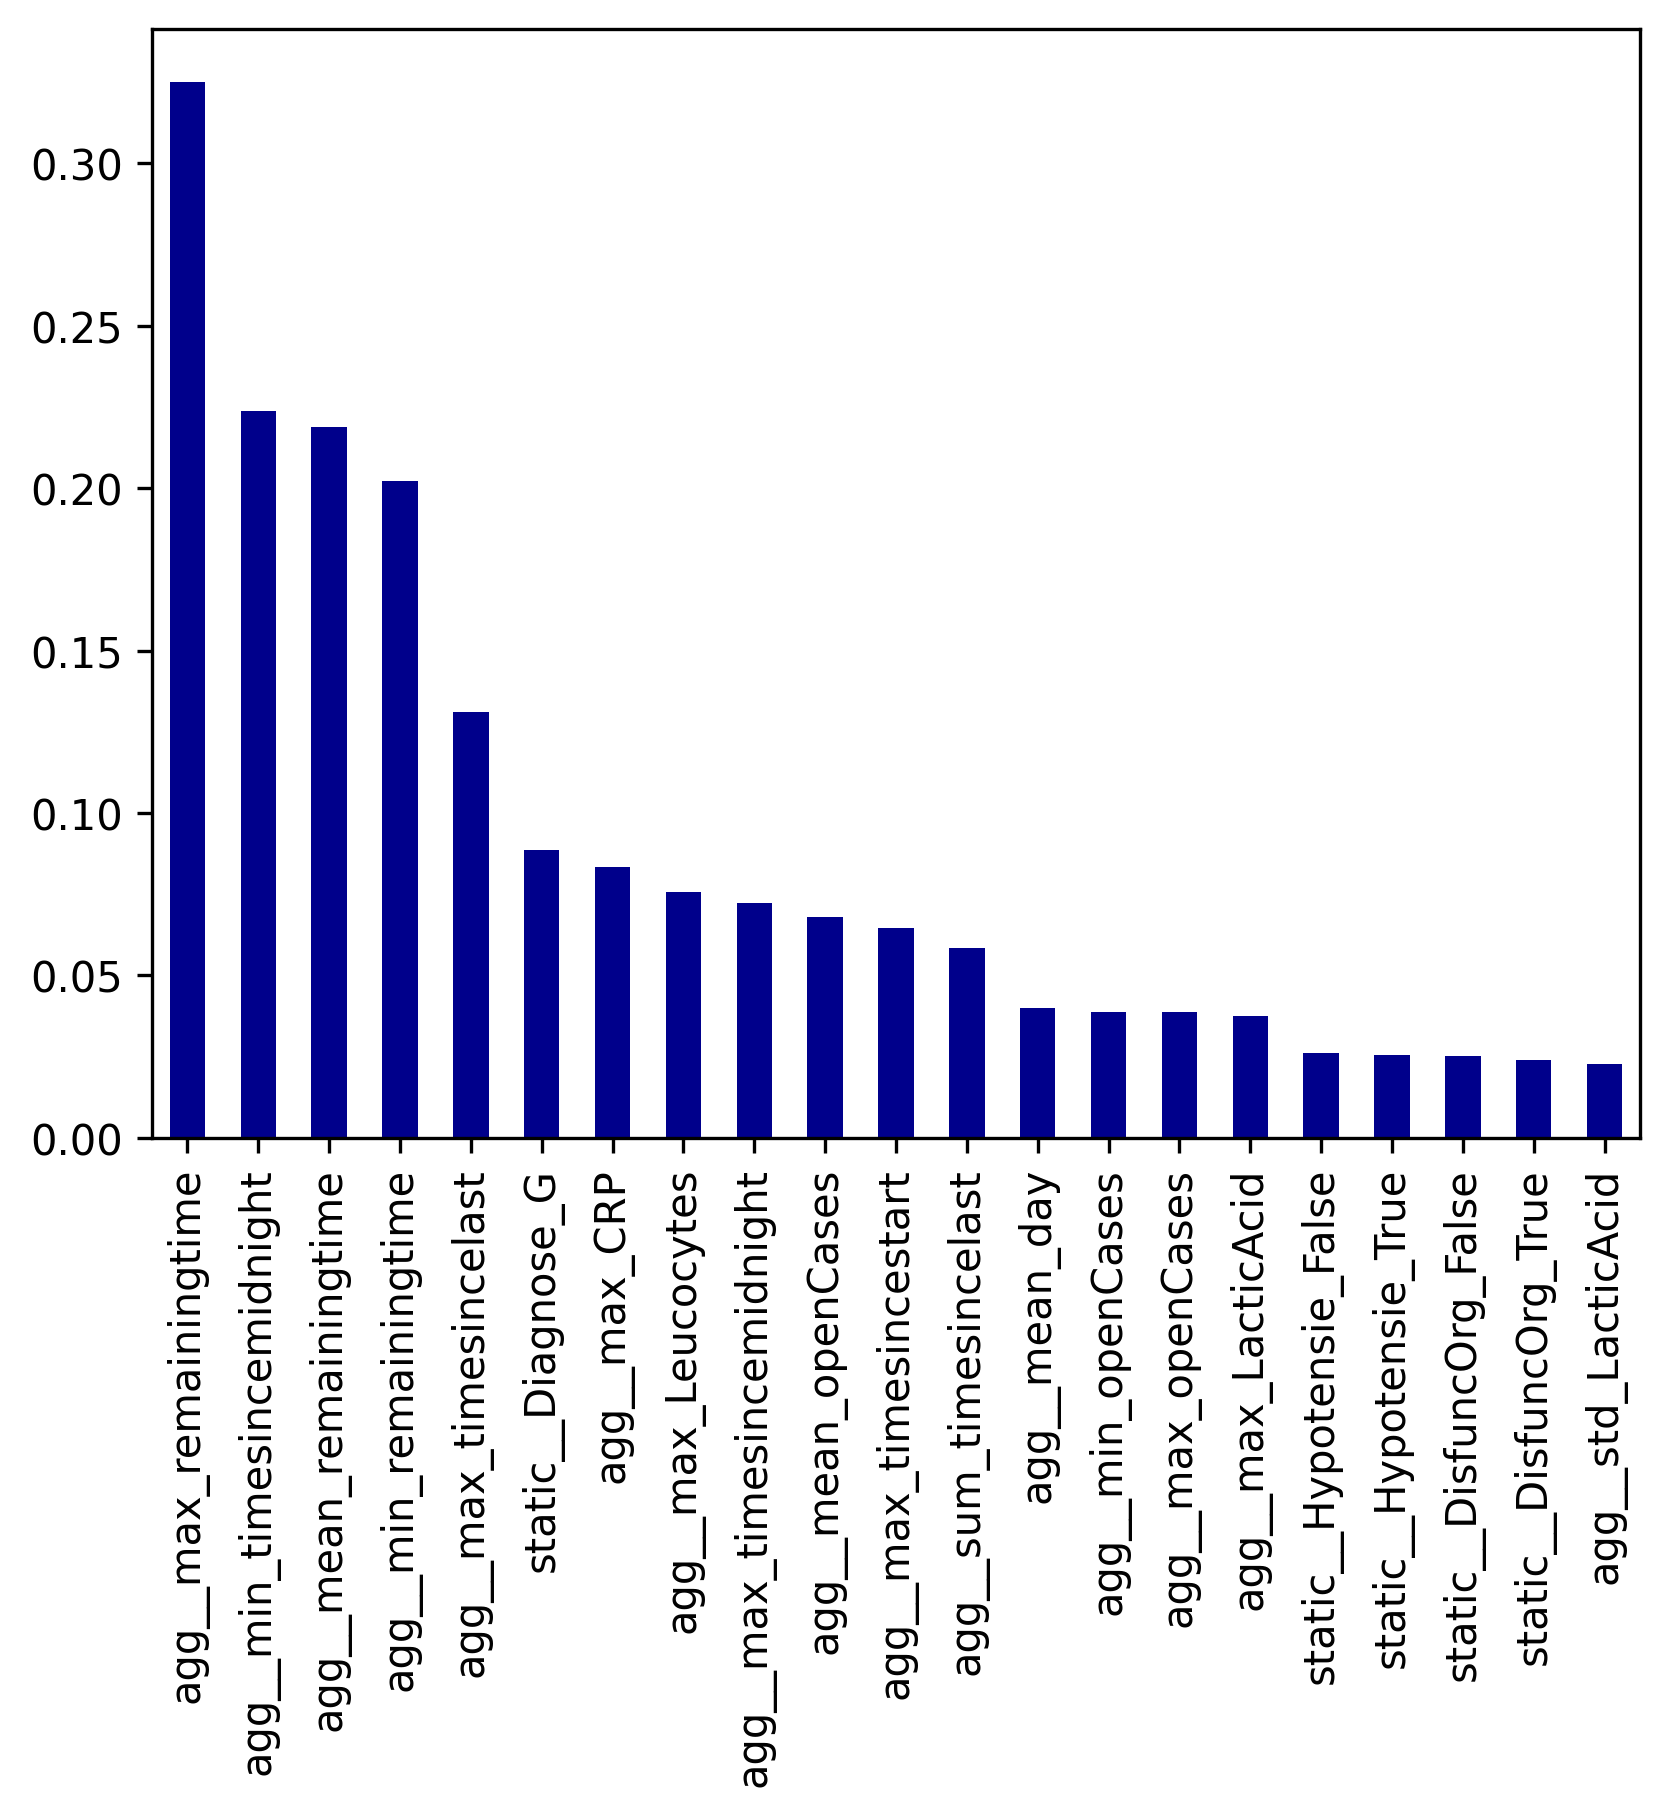 0.30
0.25
0.20
0.15
0.10
0.05
0.00
agg__max_remainingtime
agg__min_timesincemidnight
agg__mean_remainingtime
agg__min_remainingtime
agg__max_timesincelast
static__Diagnose_G
agg__max_CRP
agg__max_Leucocytes
agg__max_timesincemidnight
agg__mean_openCases
agg__max_timesincestart
agg__sum_timesincelast
agg__mean_day
agg__min_openCases
agg__max_openCases
agg__max_LacticAcid
static__Hypotensie_False
static__Hypotensie_True
static__DisfuncOrg_False
static__DisfuncOrg_True
agg__std_LacticAcid